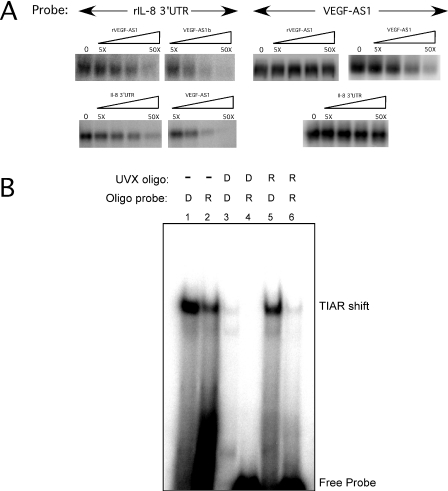 A
Probe: rIL-8 3'UTR VEGF-AS1
rVEGF-AS1 VEGF-AS1b rVEGF-AS1 VEGF-AS1
0 5X 50X 5X 50X 0 5X 50X 5X 50X
Il-8 3'UTR VEGF-AS1 Il-8 3'UTR
0 5X 50X 5X 50X 0 5X 50X
B
UVX oligo: – – D D R R
Oligo probe: D R D R D R
1 2 3 4 5 6
TIAR shift
Free Probe